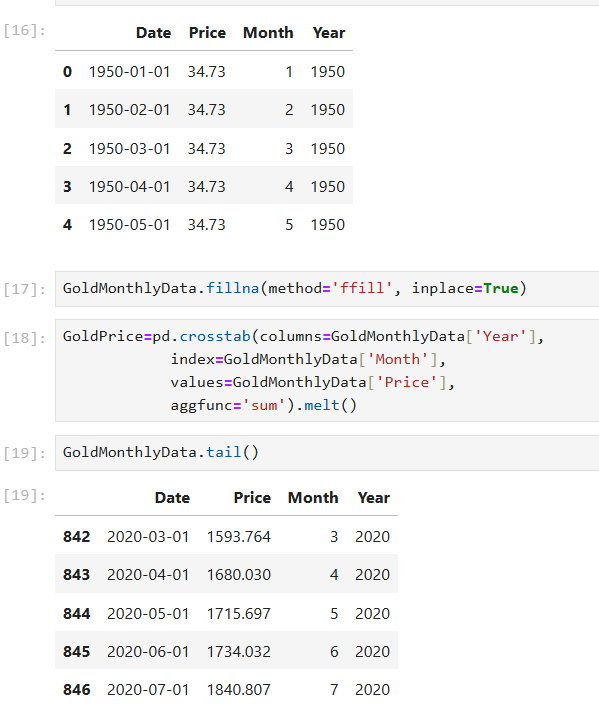 [16]:
Date Price Month Year
0 1950-01-01 34.73 1 1950
1 1950-02-01 34.73 2 1950
2 1950-03-01 34.73 3 1950
3 1950-04-01 34.73 4 1950
4 1950-05-01 34.73 5 1950
[17]: GoldMonthlyData.fillna(method='ffill', inplace=True)
[18]: GoldPrice=pd.crosstab(columns=GoldMonthlyData['Year'],
index=GoldMonthlyData['Month'],
values=GoldMonthlyData['Price'],
aggfunc='sum').melt()
[19]: GoldMonthlyData.tail()
[19]:
Date Price Month Year
842 2020-03-01 1593.764 3 2020
843 2020-04-01 1680.030 4 2020
844 2020-05-01 1715.697 5 2020
845 2020-06-01 1734.032 6 2020
846 2020-07-01 1840.807 7 2020